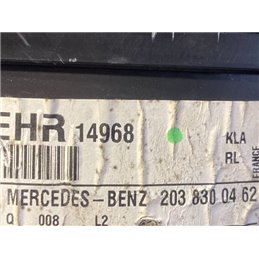 EHR 14968
KLA
RL
FRANCE
MERCEDES-BENZ 203 830 04 62
Q 008/ L2